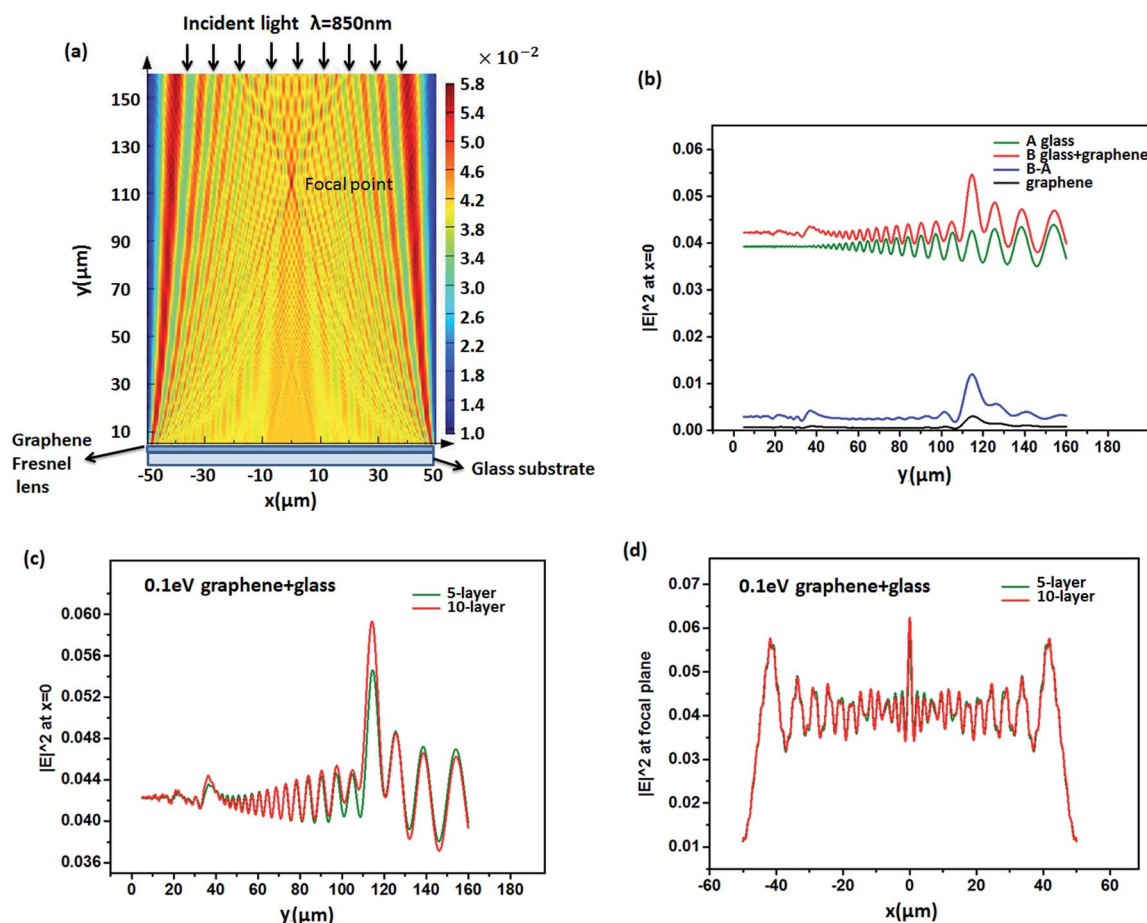 Incident light λ=850nm
(a)
× 10⁻²
150
130
110
90
70
50
30
10
y(µm)
Focal point
5.8
5.4
5.0
4.6
4.2
3.8
3.4
3.0
2.6
2.2
1.8
1.4
1.0
Graphene
Fresnel
lens
Glass substrate
-50 -30 -10 10 30 50
x(µm)
(b)
A glass
B glass+graphene
B-A
graphene
0.06
0.05
0.04
0.03
0.02
0.01
0.00
|E|^2 at x=0
0 20 40 60 80 100 120 140 160 180
y(µm)
(c)
0.1eV graphene+glass
5-layer
10-layer
0.060
0.056
0.052
0.048
0.044
0.040
0.036
|E|^2 at x=0
0 20 40 60 80 100 120 140 160 180
y(µm)
(d)
0.1eV graphene+glass
5-layer
10-layer
0.07
0.06
0.05
0.04
0.03
0.02
0.01
0.00
|E|^2 at focal plane
-60 -40 -20 0 20 40 60
x(µm)